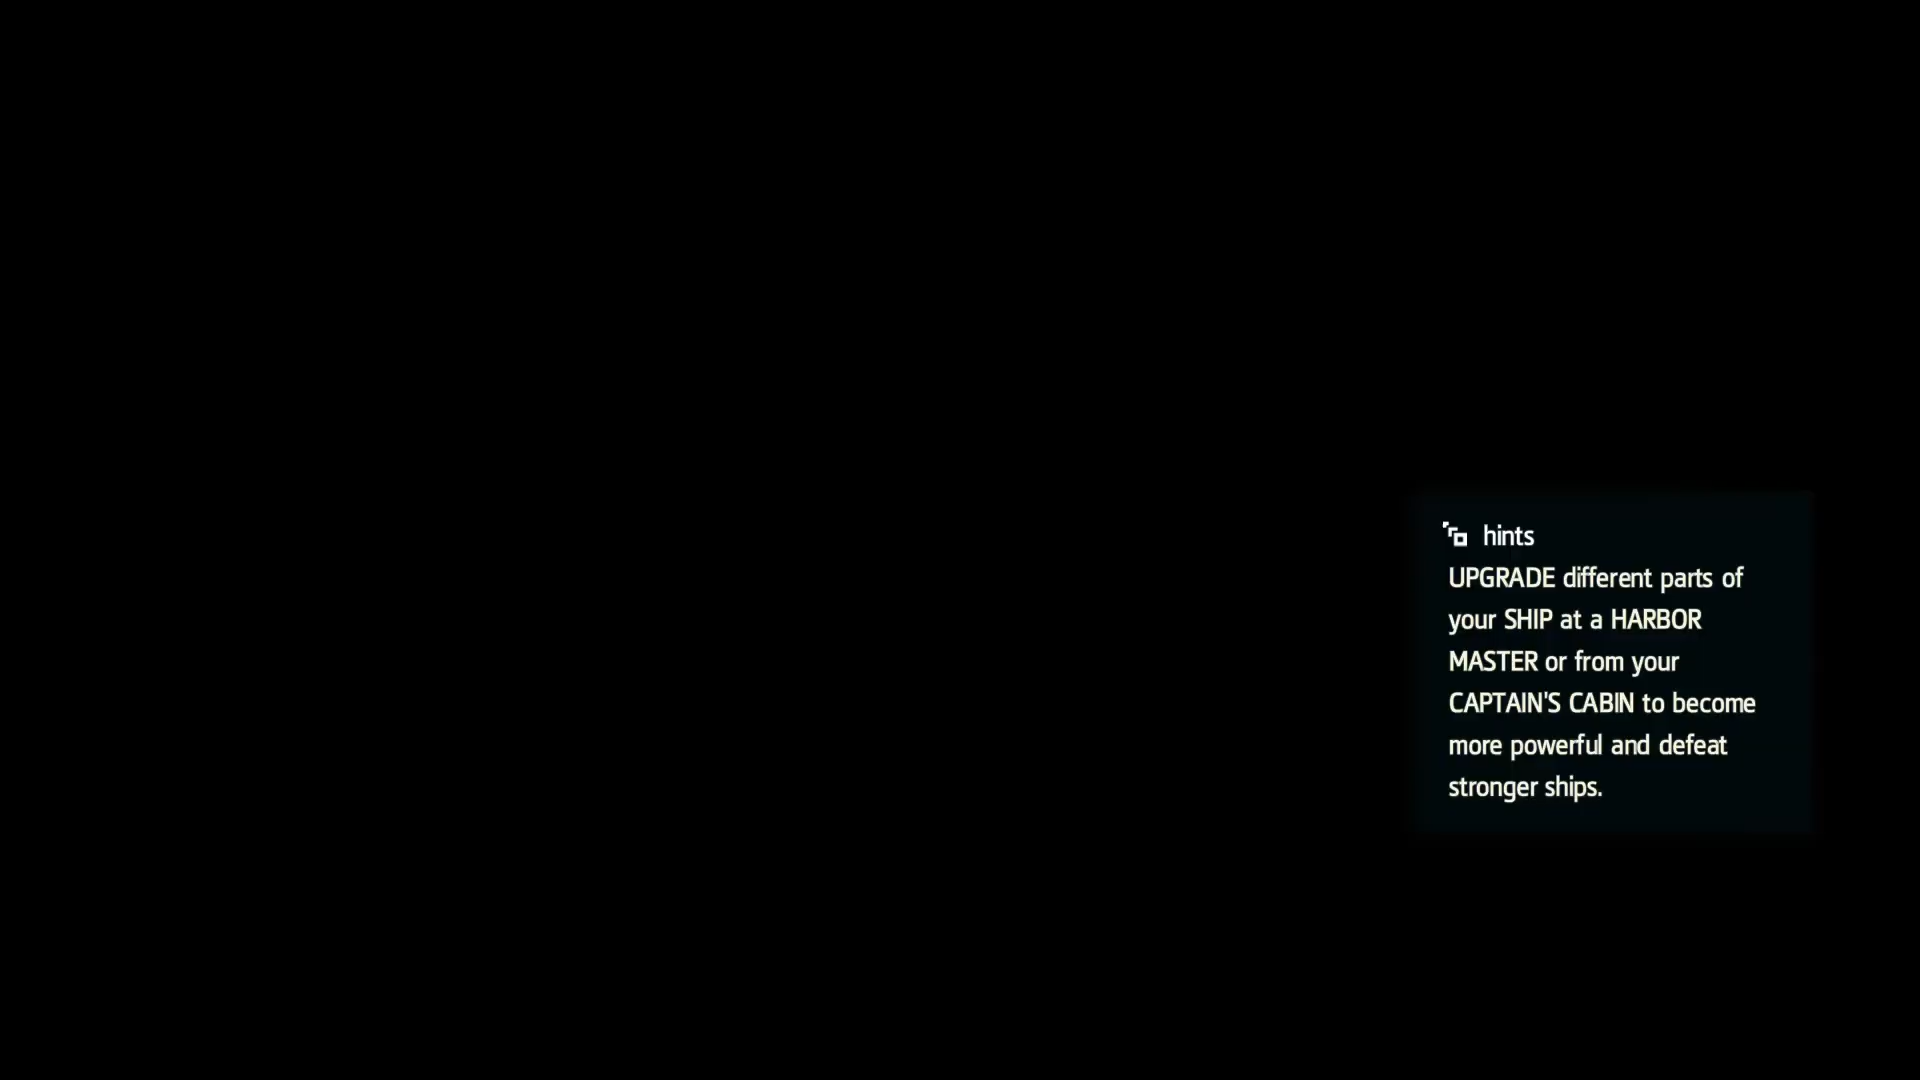 hints
UPGRADE different parts of
your SHIP at a HARBOR
MASTER or from your
CAPTAIN'S CABIN to become
more powerful and defeat
stronger ships.